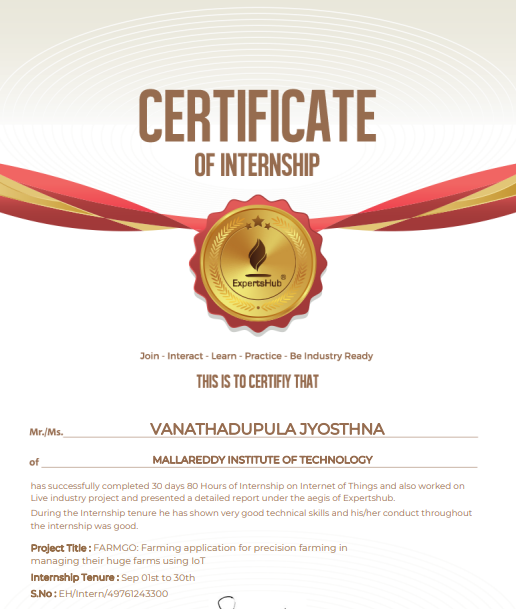 CERTIFICATE
OF INTERNSHIP
ExpertsHub®
Join - Interact - Learn - Practice - Be Industry Ready
THIS IS TO CERTIFIY THAT
Mr./Ms. VANATHADUPULA JYOSTHNA
of MALLAREDDY INSTITUTE OF TECHNOLOGY
has successfully completed 30 days 80 Hours of Internship on Internet of Things and also worked on
Live industry project and presented a detailed report under the aegis of Expertshub.
During the Internship tenure he has shown very good technical skills and his/her conduct throughout
the internship was good.
Project Title : FARMGO: Farming application for precision farming in
managing their huge farms using IoT
Internship Tenure : Sep 01st to 30th
S.No : EH/Intern/49761243300